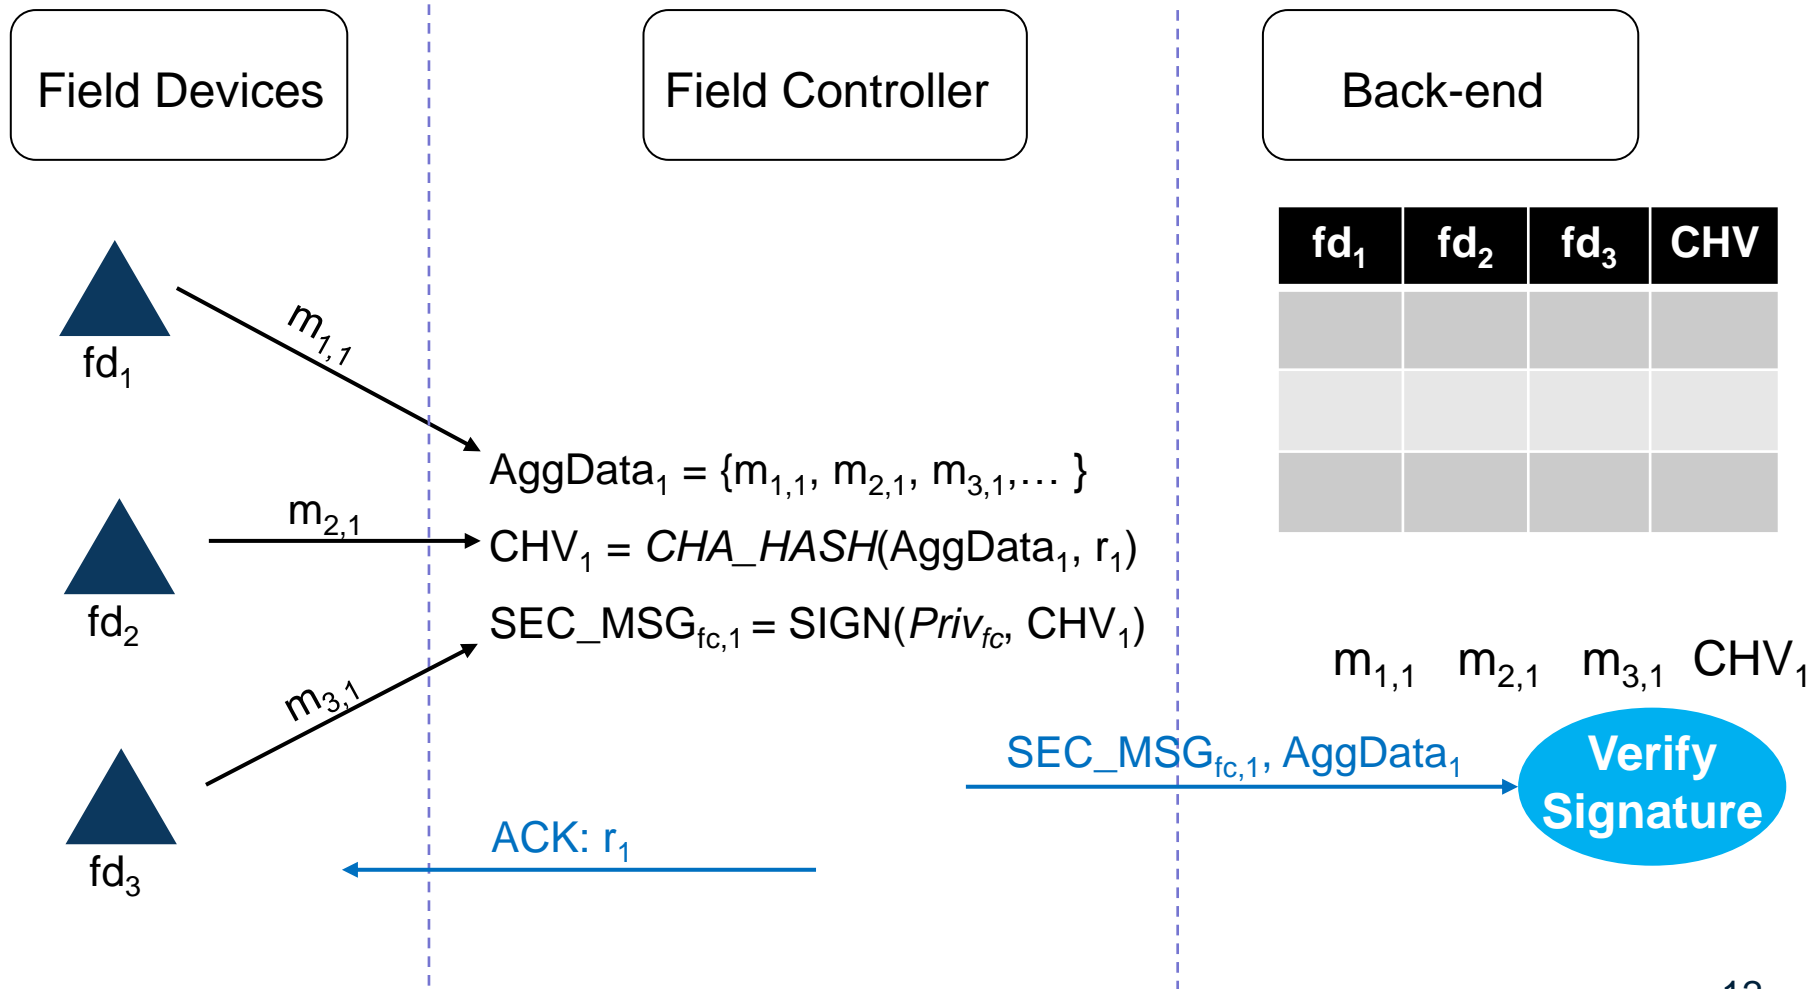 Field Devices
Field Controller
Back-end
fd1 fd2 fd3 CHV
m1,1
fd1
AggData1 = {m1,1, m2,1, m3,1,… }
m2,1
CHV1 = CHA_HASH(AggData1, r1)
fd2
SEC_MSGfc,1 = SIGN(Privfc, CHV1)
m3,1
m1,1 m2,1 m3,1 CHV1
SEC_MSGfc,1, AggData1
Verify
Signature
ACK: r1
fd3